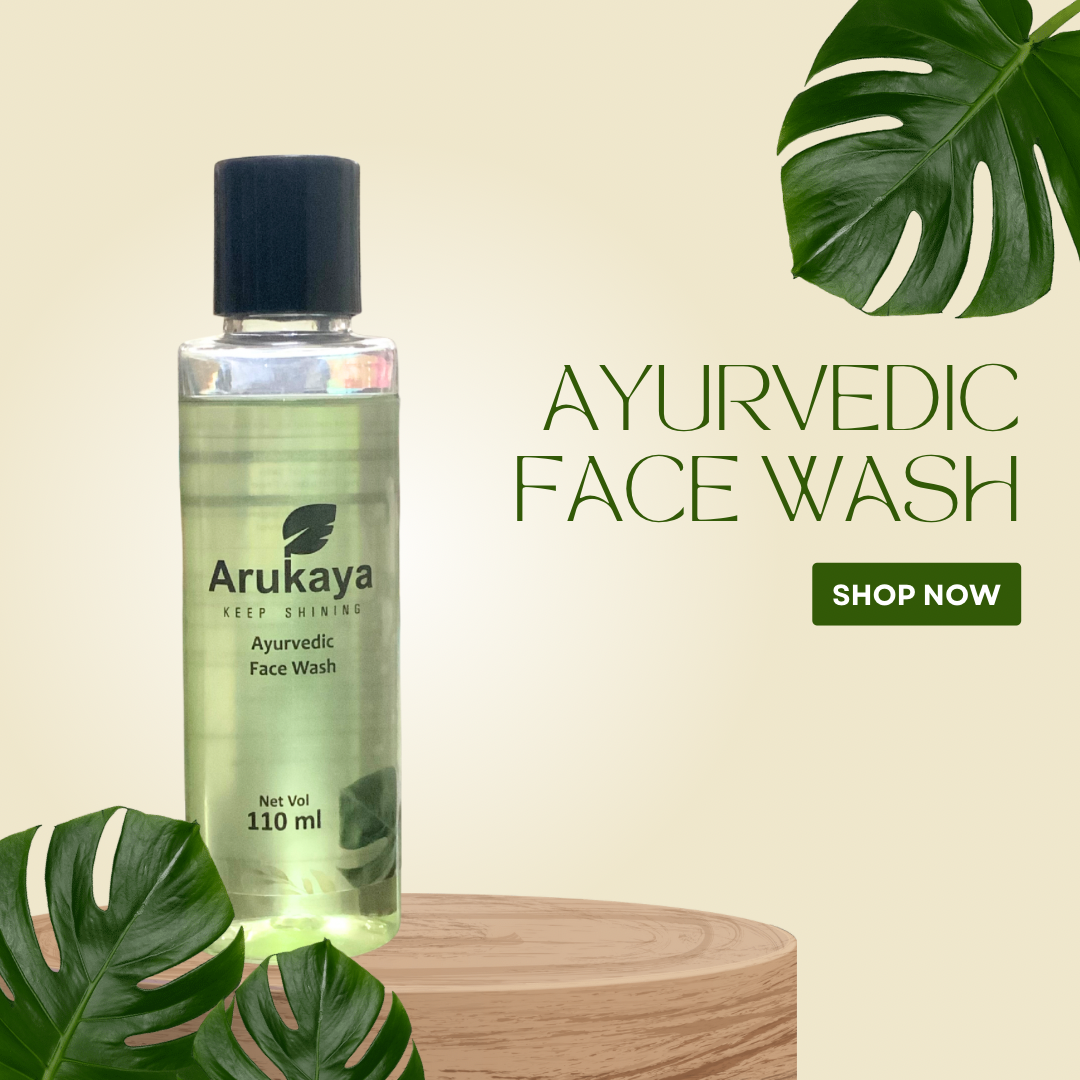 AYURVEDIC
FACE WASH
SHOP NOW
Arukaya
KEEP SHINING
Ayurvedic
Face Wash
Net Vol
110 ml